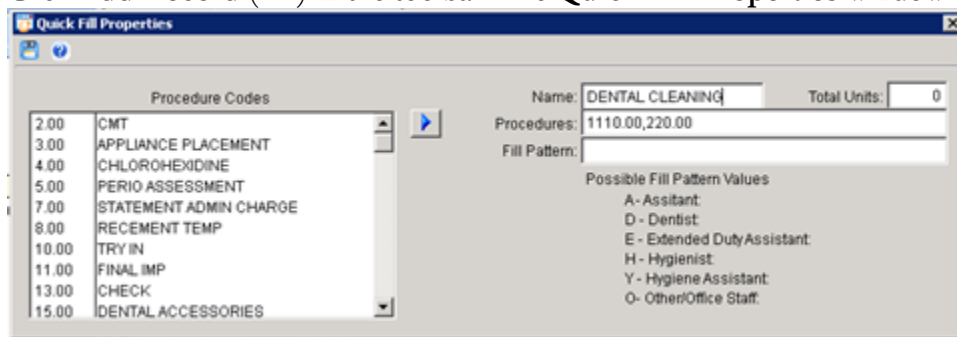 Quick Fill Properties
Procedure Codes
2.00 CMT
3.00 APPLIANCE PLACEMENT
4.00 CHLOROHEXIDINE
5.00 PERIO ASSESSMENT
7.00 STATEMENT ADMIN CHARGE
8.00 RECEMENT TEMP
10.00 TRY IN
11.00 FINAL IMP
13.00 CHECK
15.00 DENTAL ACCESSORIES
Name: DENTAL CLEANING Total Units: 0
Procedures: 1110.00,220.00
Fill Pattern:
Possible Fill Pattern Values
A- Assitant:
D - Dentist:
E - Extended Duty Assistant:
H - Hygienist:
Y - Hygiene Assistant:
O- Other/Office Staff: